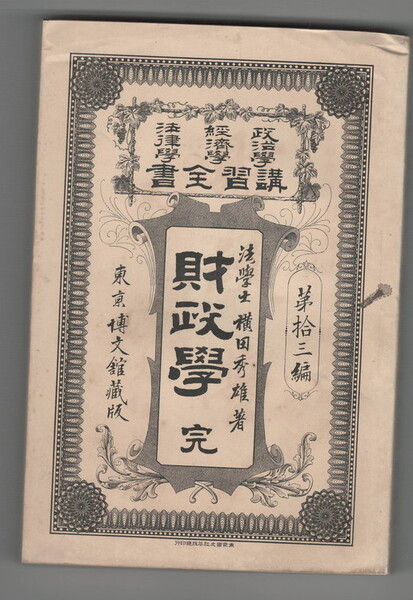 政治學
經濟學
法律學
講習全書
第拾三編
法學士 横田秀雄著
財政學 完
東京 博文館藏版